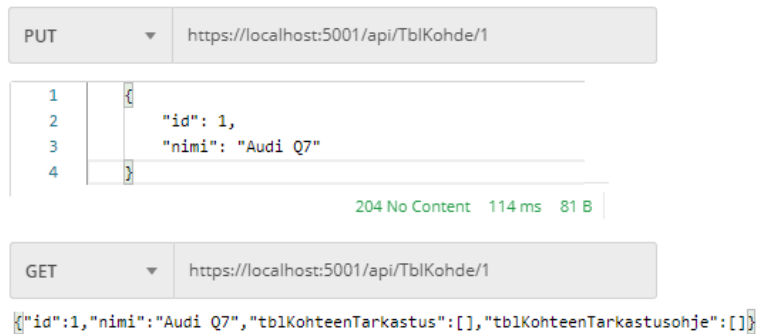 PUT https://localhost:5001/api/TblKohde/1
1 {
2 "id": 1,
3 "nimi": "Audi Q7"
4 }
204 No Content 114 ms 81 B
GET https://localhost:5001/api/TblKohde/1
{"id":1,"nimi":"Audi Q7","tblKohteenTarkastus":[],"tblKohteenTarkastusohje":[]}